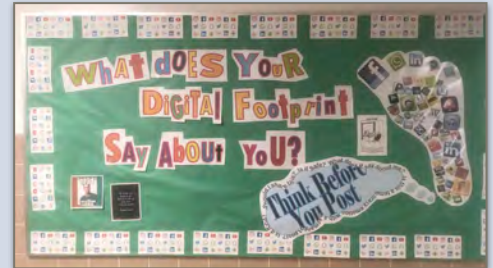 WhAt dOES YouR
DiGitAl Footprint
SAy AbOUt YoU?
Think Before
You Post